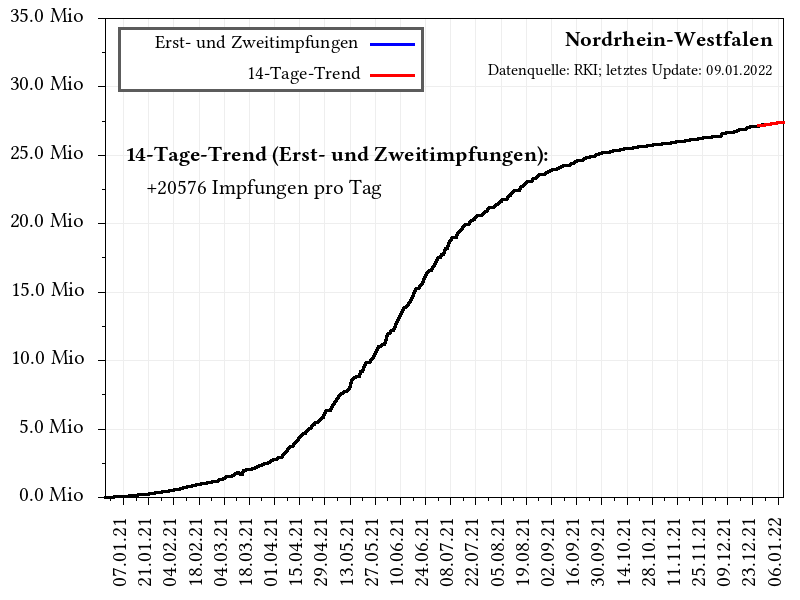 35.0 Mio
30.0 Mio
25.0 Mio
20.0 Mio
15.0 Mio
10.0 Mio
5.0 Mio
0.0 Mio
Erst- und Zweitimpfungen
14-Tage-Trend
Nordrhein-Westfalen
Datenquelle: RKI; letztes Update: 09.01.2022
14-Tage-Trend (Erst- und Zweitimpfungen):
+20576 Impfungen pro Tag
07.01.21
21.01.21
04.02.21
18.02.21
04.03.21
18.03.21
01.04.21
15.04.21
29.04.21
13.05.21
27.05.21
10.06.21
24.06.21
08.07.21
22.07.21
05.08.21
19.08.21
02.09.21
16.09.21
30.09.21
14.10.21
28.10.21
11.11.21
25.11.21
09.12.21
23.12.21
06.01.22